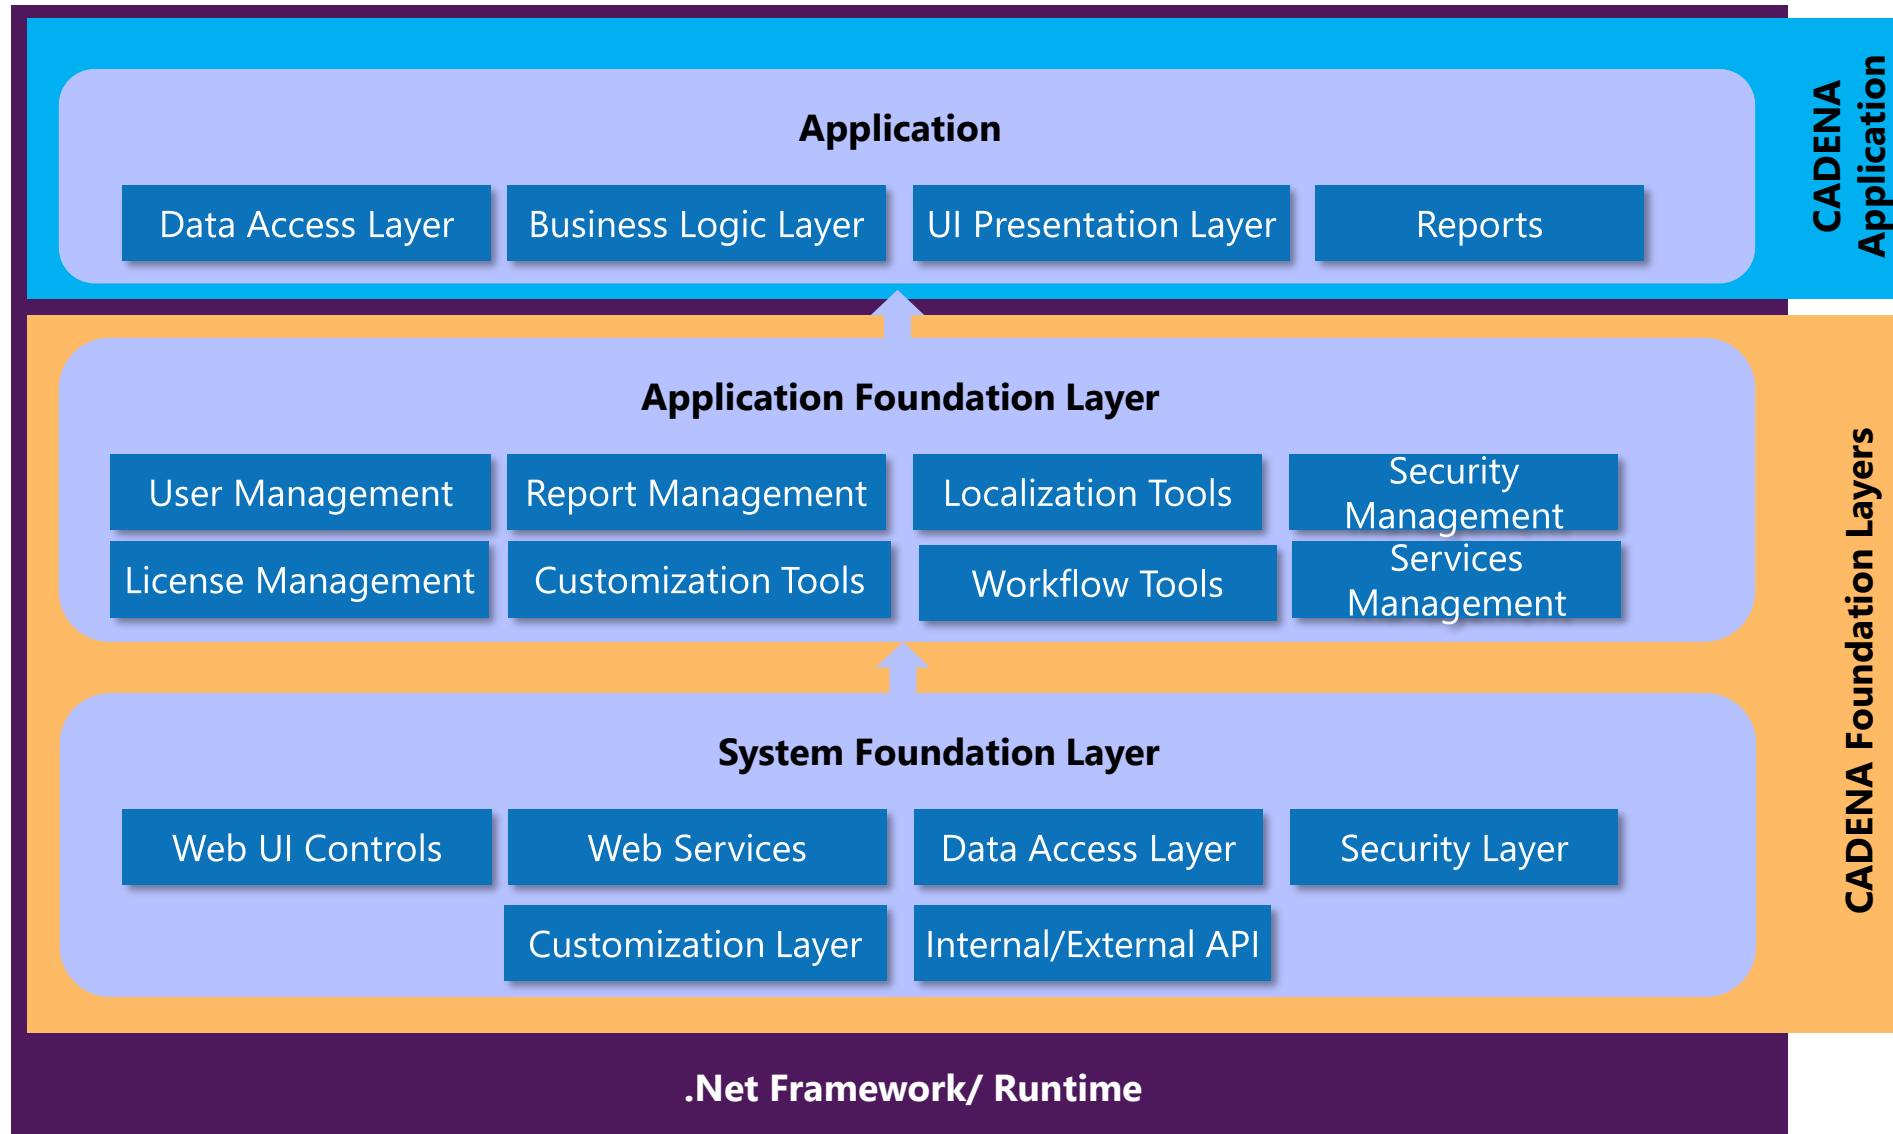 Application
Data Access Layer
Business Logic Layer
UI Presentation Layer
Reports
CADENA
Application
Application Foundation Layer
User Management
Report Management
Localization Tools
Security
Management
License Management
Customization Tools
Workflow Tools
Services
Management
System Foundation Layer
Web UI Controls
Web Services
Data Access Layer
Security Layer
Customization Layer
Internal/External API
CADENA Foundation Layers
.Net Framework/ Runtime